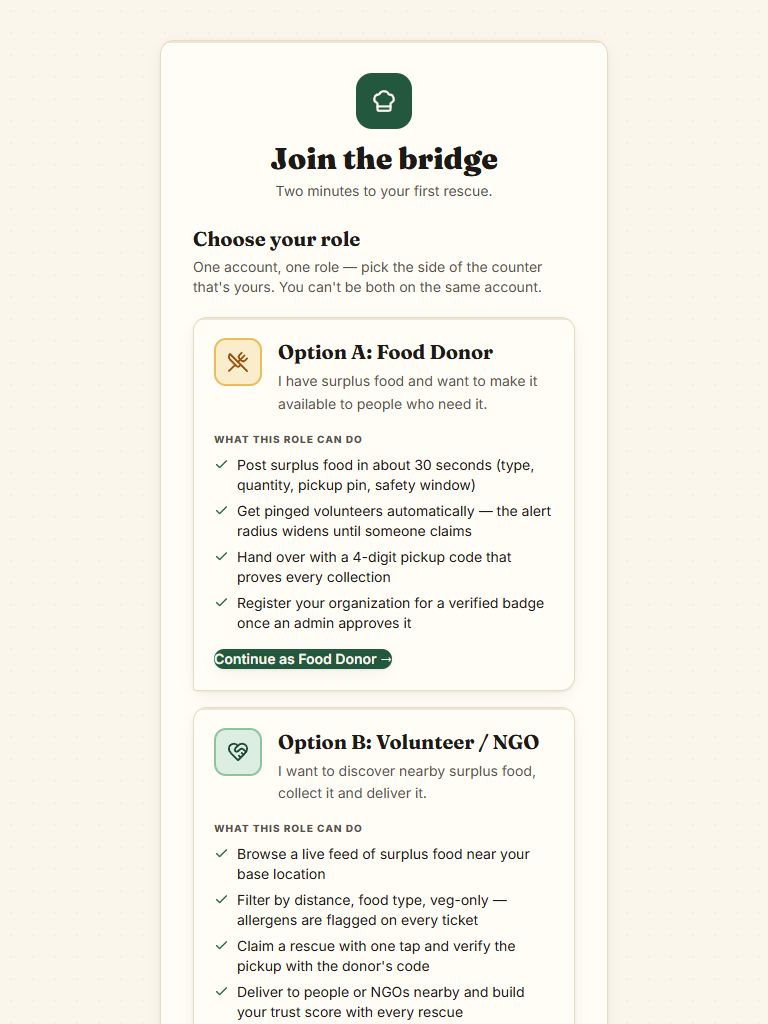 Join the bridge
Two minutes to your first rescue.
Choose your role
One account, one role — pick the side of the counter
that's yours. You can't be both on the same account.
Option A: Food Donor
I have surplus food and want to make it
available to people who need it.
WHAT THIS ROLE CAN DO
Post surplus food in about 30 seconds (type,
quantity, pickup pin, safety window)
Get pinged volunteers automatically — the alert
radius widens until someone claims
Hand over with a 4-digit pickup code that
proves every collection
Register your organization for a verified badge
once an admin approves it
Continue as Food Donor →
Option B: Volunteer / NGO
I want to discover nearby surplus food,
collect it and deliver it.
WHAT THIS ROLE CAN DO
Browse a live feed of surplus food near your
base location
Filter by distance, food type, veg-only —
allergens are flagged on every ticket
Claim a rescue with one tap and verify the
pickup with the donor's code
Deliver to people or NGOs nearby and build
your trust score with every rescue